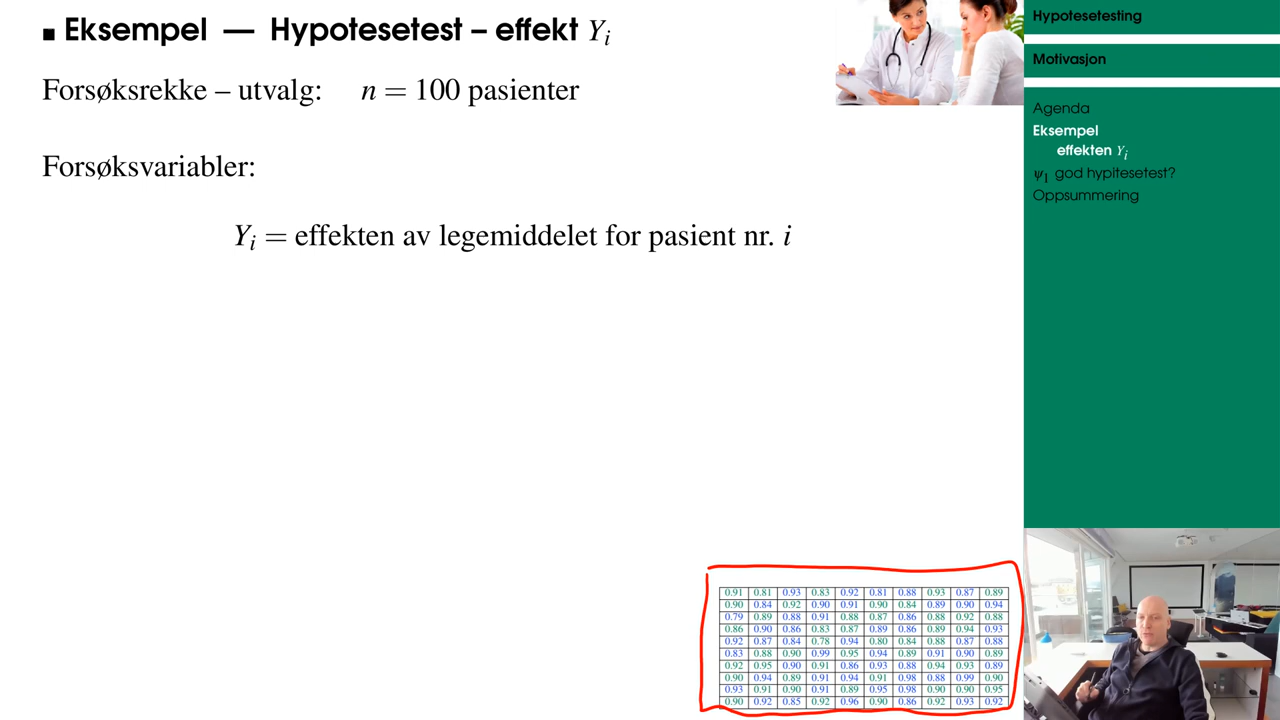 ▪ Eksempel — Hypotesetest – effekt Yᵢ
Forsøksrekke – utvalg: n = 100 pasienter
Forsøksvariabler:
Yᵢ = effekten av legemiddelet for pasient nr. i
0.91 0.81 0.93 0.83 0.92 0.81 0.88 0.93 0.87 0.89
0.90 0.84 0.92 0.90 0.91 0.90 0.84 0.89 0.90 0.94
0.79 0.89 0.88 0.91 0.88 0.87 0.86 0.88 0.92 0.88
0.86 0.90 0.86 0.83 0.87 0.89 0.86 0.89 0.94 0.93
0.92 0.87 0.84 0.78 0.94 0.80 0.84 0.88 0.87 0.88
0.83 0.88 0.90 0.99 0.95 0.94 0.89 0.91 0.90 0.89
0.92 0.95 0.90 0.91 0.86 0.93 0.88 0.94 0.93 0.89
0.90 0.94 0.89 0.91 0.94 0.91 0.98 0.88 0.99 0.90
0.93 0.91 0.90 0.91 0.89 0.95 0.98 0.90 0.90 0.95
0.90 0.92 0.85 0.92 0.96 0.90 0.86 0.92 0.93 0.92
Hypotesetesting
Motivasjon
Agenda
Eksempel
effekten Yᵢ
ψ₁ god hypitesetest?
Oppsummering